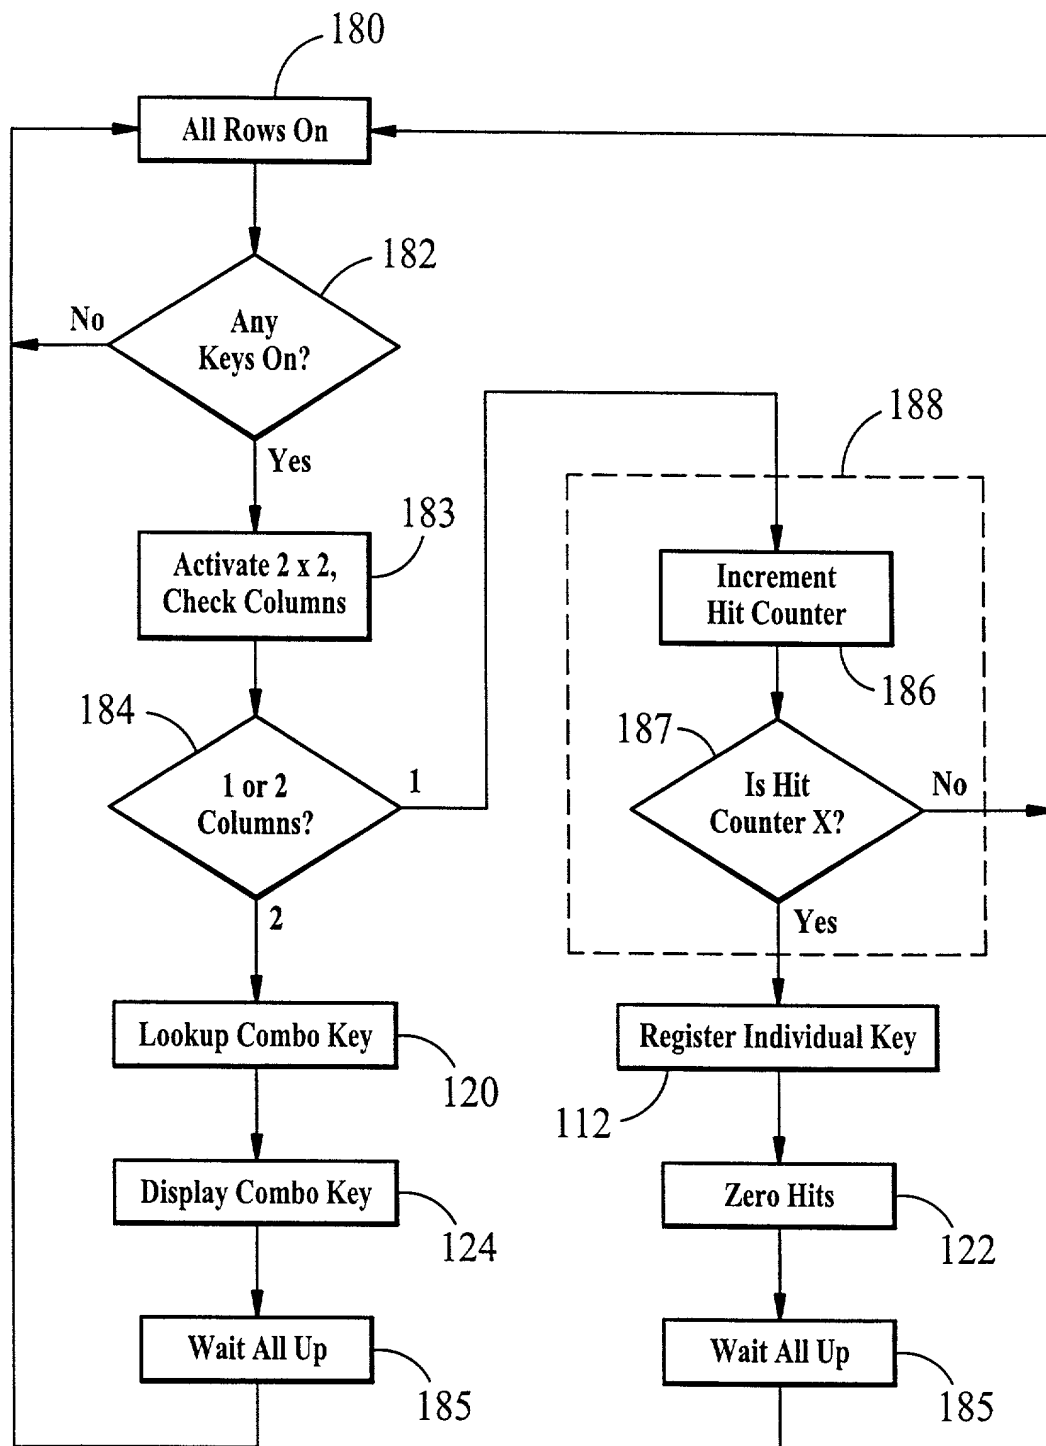 180
All Rows On
182
No
Any
Keys On?
Yes
188
183
Activate 2 x 2,
Check Columns
Increment
Hit Counter
186
184
1 or 2
Columns?
1
2
187
Is Hit
Counter X?
No
Yes
Lookup Combo Key
120
Register Individual Key
112
Display Combo Key
124
Zero Hits
122
Wait All Up
185
Wait All Up
185